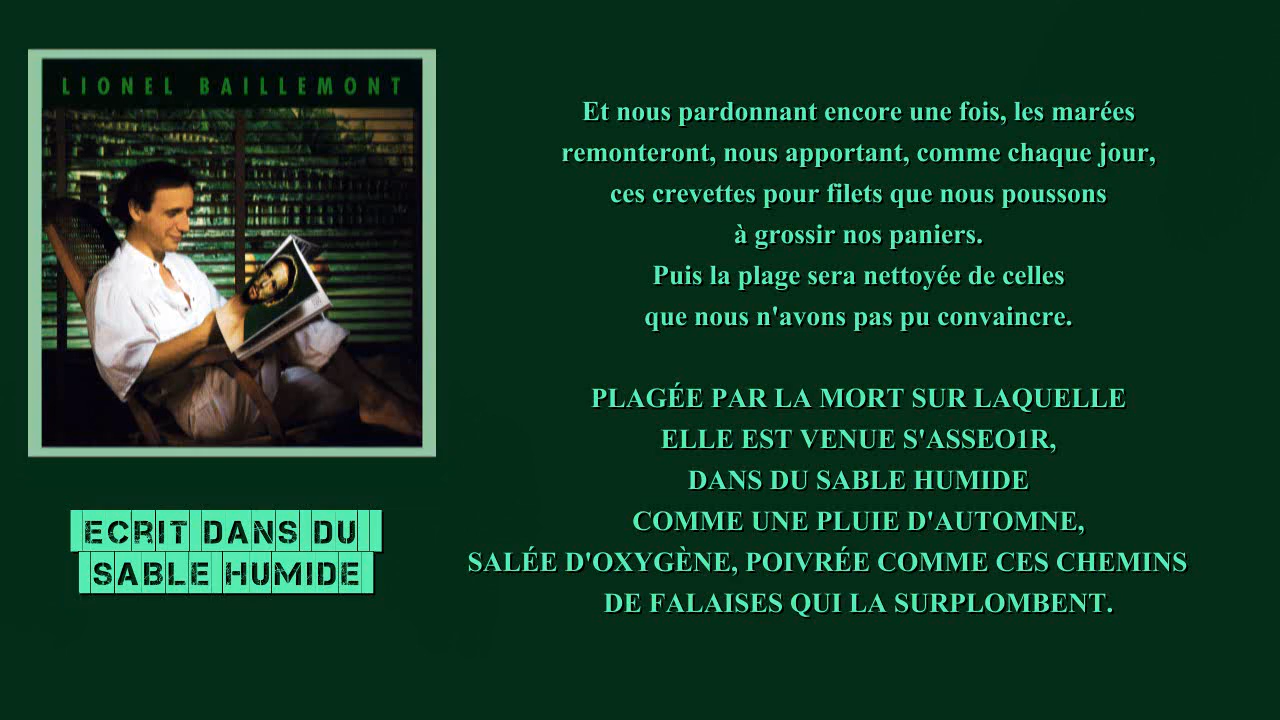 LIONEL BAILLEMONT
ECRIT DANS DU
SABLE HUMIDE
Et nous pardonnant encore une fois, les marées
remonteront, nous apportant, comme chaque jour,
ces crevettes pour filets que nous poussons
à grossir nos paniers.
Puis la plage sera nettoyée de celles
que nous n'avons pas pu convaincre.
PLAGÉE PAR LA MORT SUR LAQUELLE
ELLE EST VENUE S'ASSEO1R,
DANS DU SABLE HUMIDE
COMME UNE PLUIE D'AUTOMNE,
SALÉE D'OXYGÈNE, POIVRÉE COMME CES CHEMINS
DE FALAISES QUI LA SURPLOMBENT.